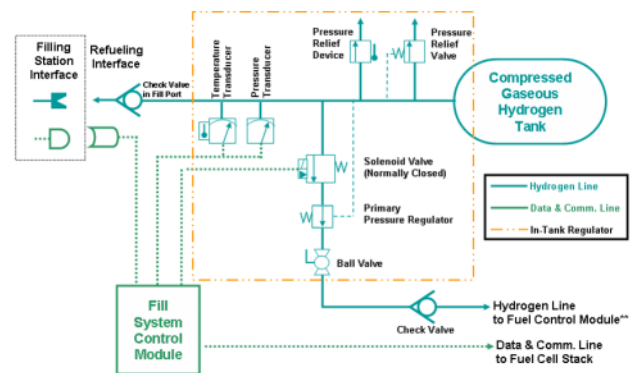 Filling
Station
Interface
Refueling
Interface
Check Valve
in Fill Port
Temperature
Transducer
Pressure
Transducer
Pressure
Relief
Device
Pressure
Relief
Valve
Compressed
Gaseous
Hydrogen
Tank
Solenoid Valve
(Normally Closed)
Primary
Pressure Regulator
Ball Valve
Hydrogen Line
Data & Comm. Line
In-Tank Regulator
Fill
System
Control
Module
Check Valve
Hydrogen Line
to Fuel Control Module**
Data & Comm. Line
to Fuel Cell Stack